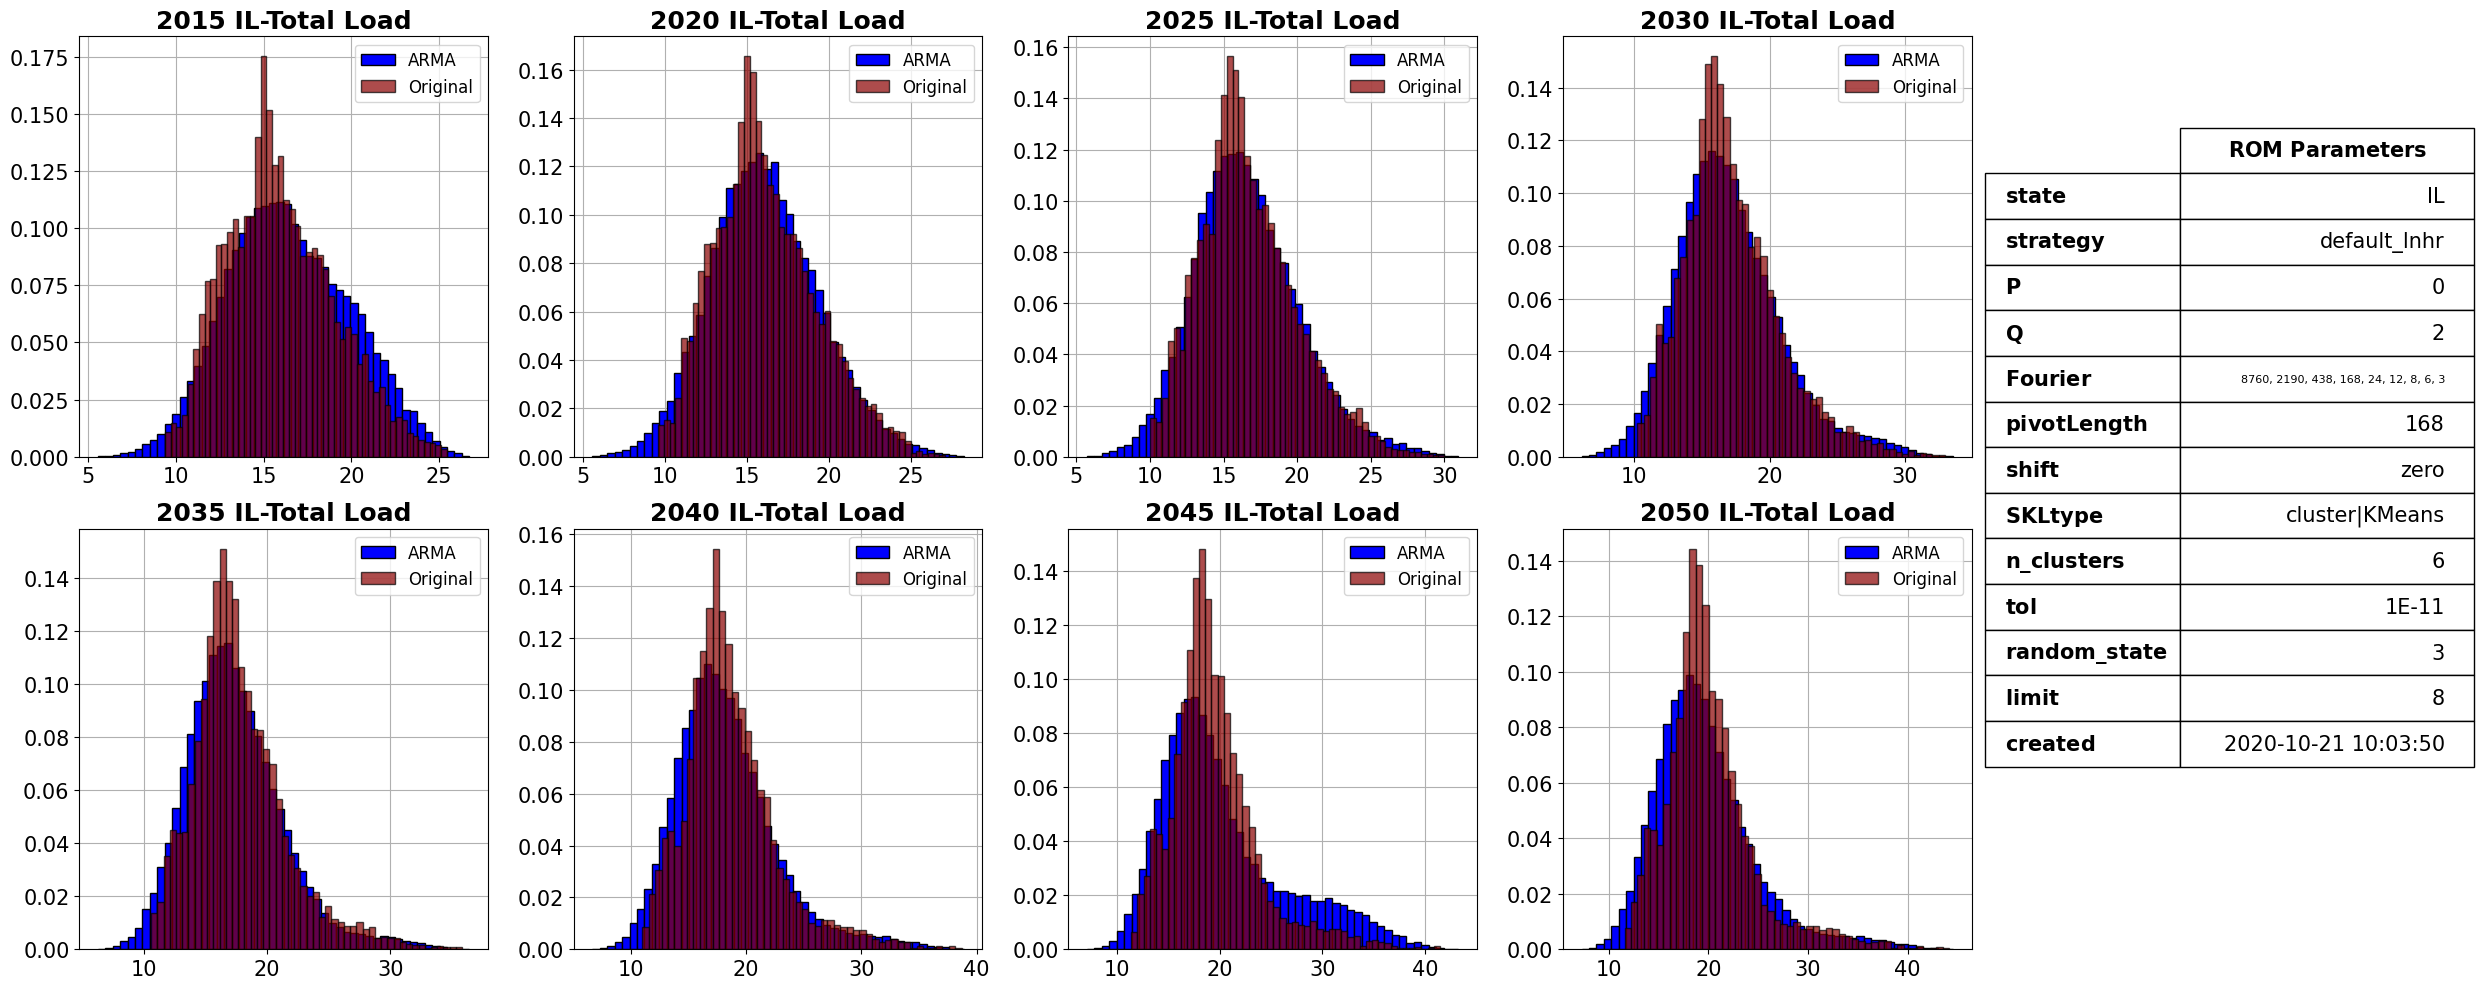 2015 IL-Total Load
ARMA
Original
0.175
0.150
0.125
0.100
0.075
0.050
0.025
0.000
5 10 15 20 25
2020 IL-Total Load
ARMA
Original
0.16
0.14
0.12
0.10
0.08
0.06
0.04
0.02
0.00
5 10 15 20 25
2025 IL-Total Load
ARMA
Original
0.16
0.14
0.12
0.10
0.08
0.06
0.04
0.02
0.00
5 10 15 20 25 30
2030 IL-Total Load
ARMA
Original
0.14
0.12
0.10
0.08
0.06
0.04
0.02
0.00
10 20 30
2035 IL-Total Load
ARMA
Original
0.14
0.12
0.10
0.08
0.06
0.04
0.02
0.00
10 20 30
2040 IL-Total Load
ARMA
Original
0.16
0.14
0.12
0.10
0.08
0.06
0.04
0.02
0.00
10 20 30 40
2045 IL-Total Load
ARMA
Original
0.14
0.12
0.10
0.08
0.06
0.04
0.02
0.00
10 20 30 40
2050 IL-Total Load
ARMA
Original
0.14
0.12
0.10
0.08
0.06
0.04
0.02
0.00
10 20 30 40
ROM Parameters
state IL
strategy default_lnhr
P 0
Q 2
Fourier 8760, 2190, 438, 168, 24, 12, 8, 6, 3
pivotLength 168
shift zero
SKLtype cluster|KMeans
n_clusters 6
tol 1E-11
random_state 3
limit 8
created 2020-10-21 10:03:50